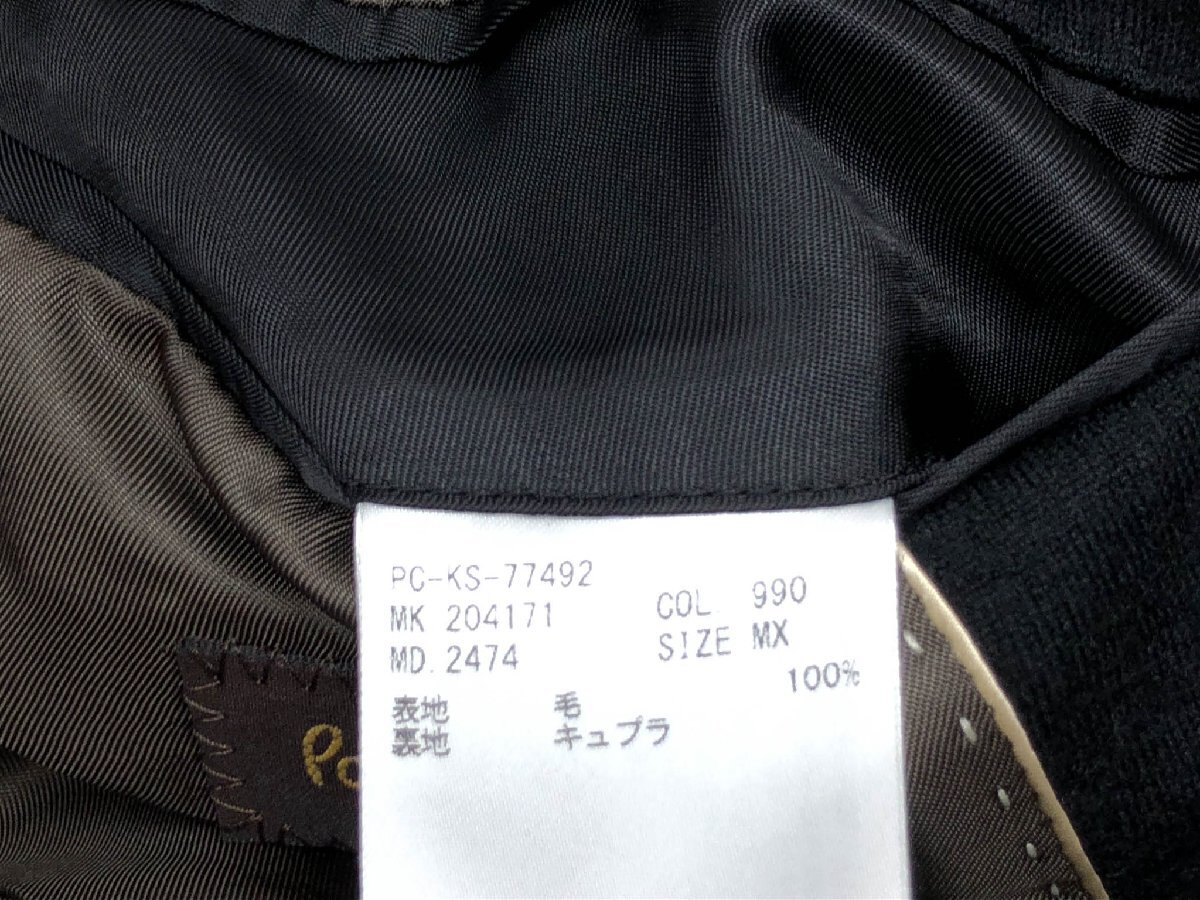 PC-KS-77492
MK 204171 COL. 990
MD. 2474 SIZE MX
表地 毛 100%
裏地 キュプラ